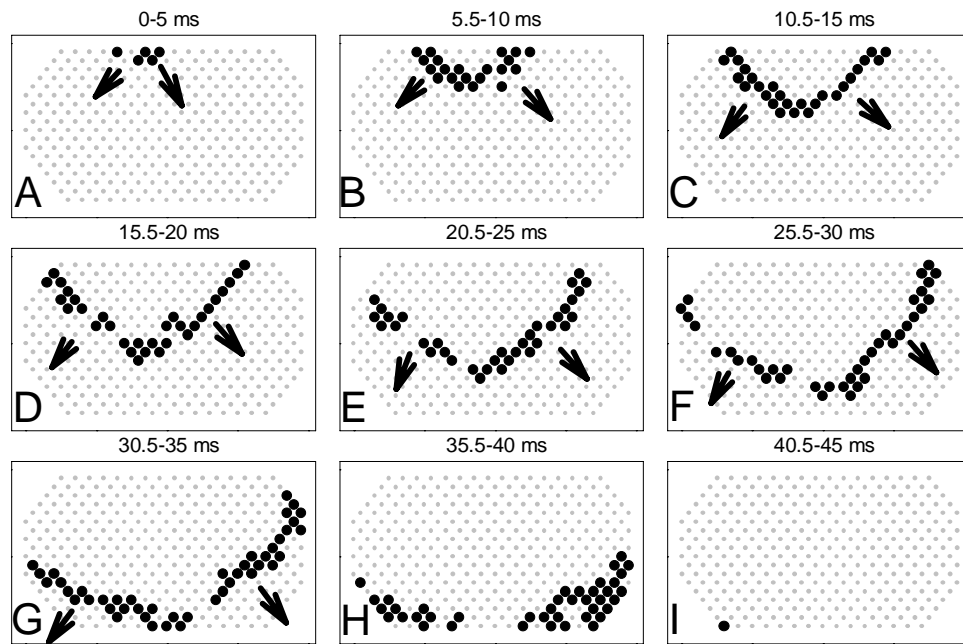 0-5 ms
5.5-10 ms
10.5-15 ms
A
B
C
15.5-20 ms
20.5-25 ms
25.5-30 ms
D
E
F
30.5-35 ms
35.5-40 ms
40.5-45 ms
G
H
I